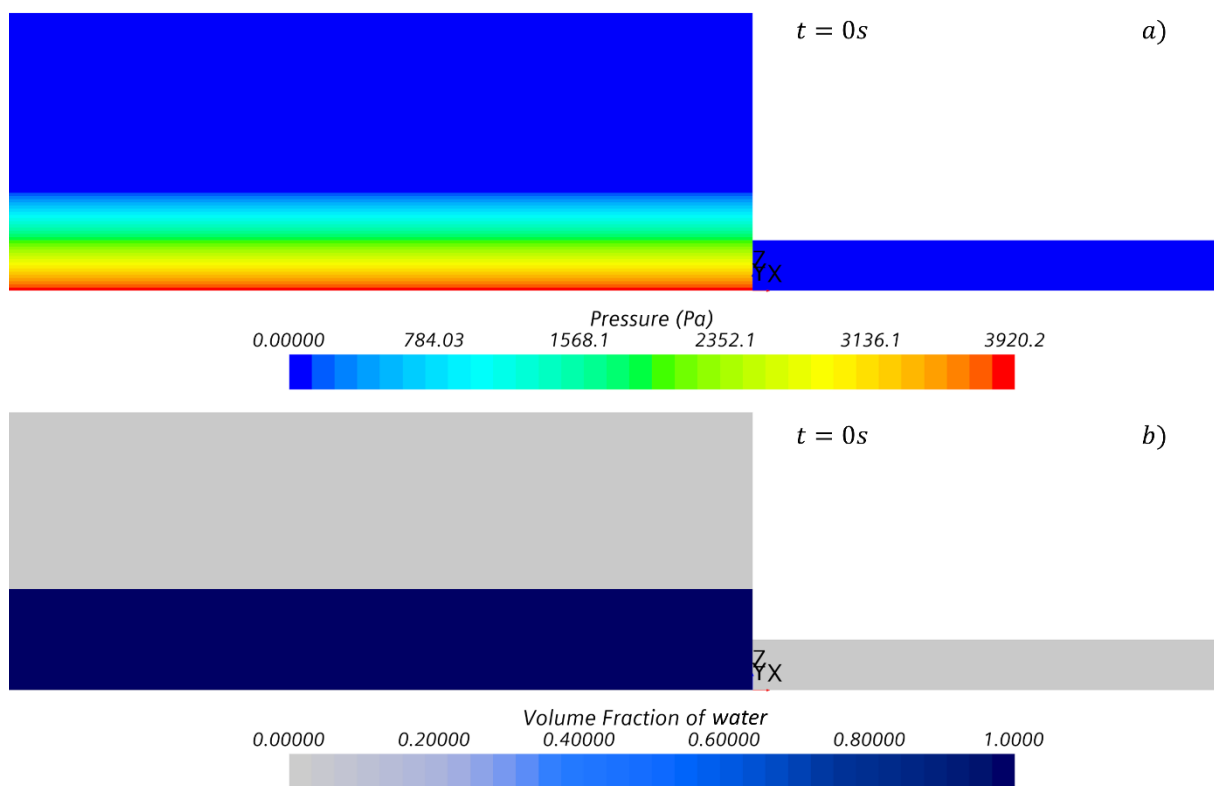 t = 0s a)
Z
YX
Pressure (Pa)
0.00000 784.03 1568.1 2352.1 3136.1 3920.2
t = 0s b)
Z
YX
Volume Fraction of water
0.00000 0.20000 0.40000 0.60000 0.80000 1.0000